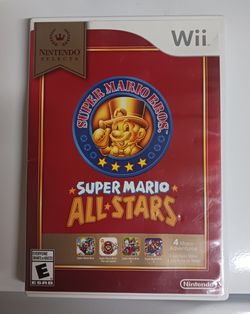 NINTENDO
SELECTS
Wii
SUPER MARIO BROS.
SUPER MARIO
ALL★STARS
EVERYONE
E
ESRB
4 Mario
Adventures
Nintendo